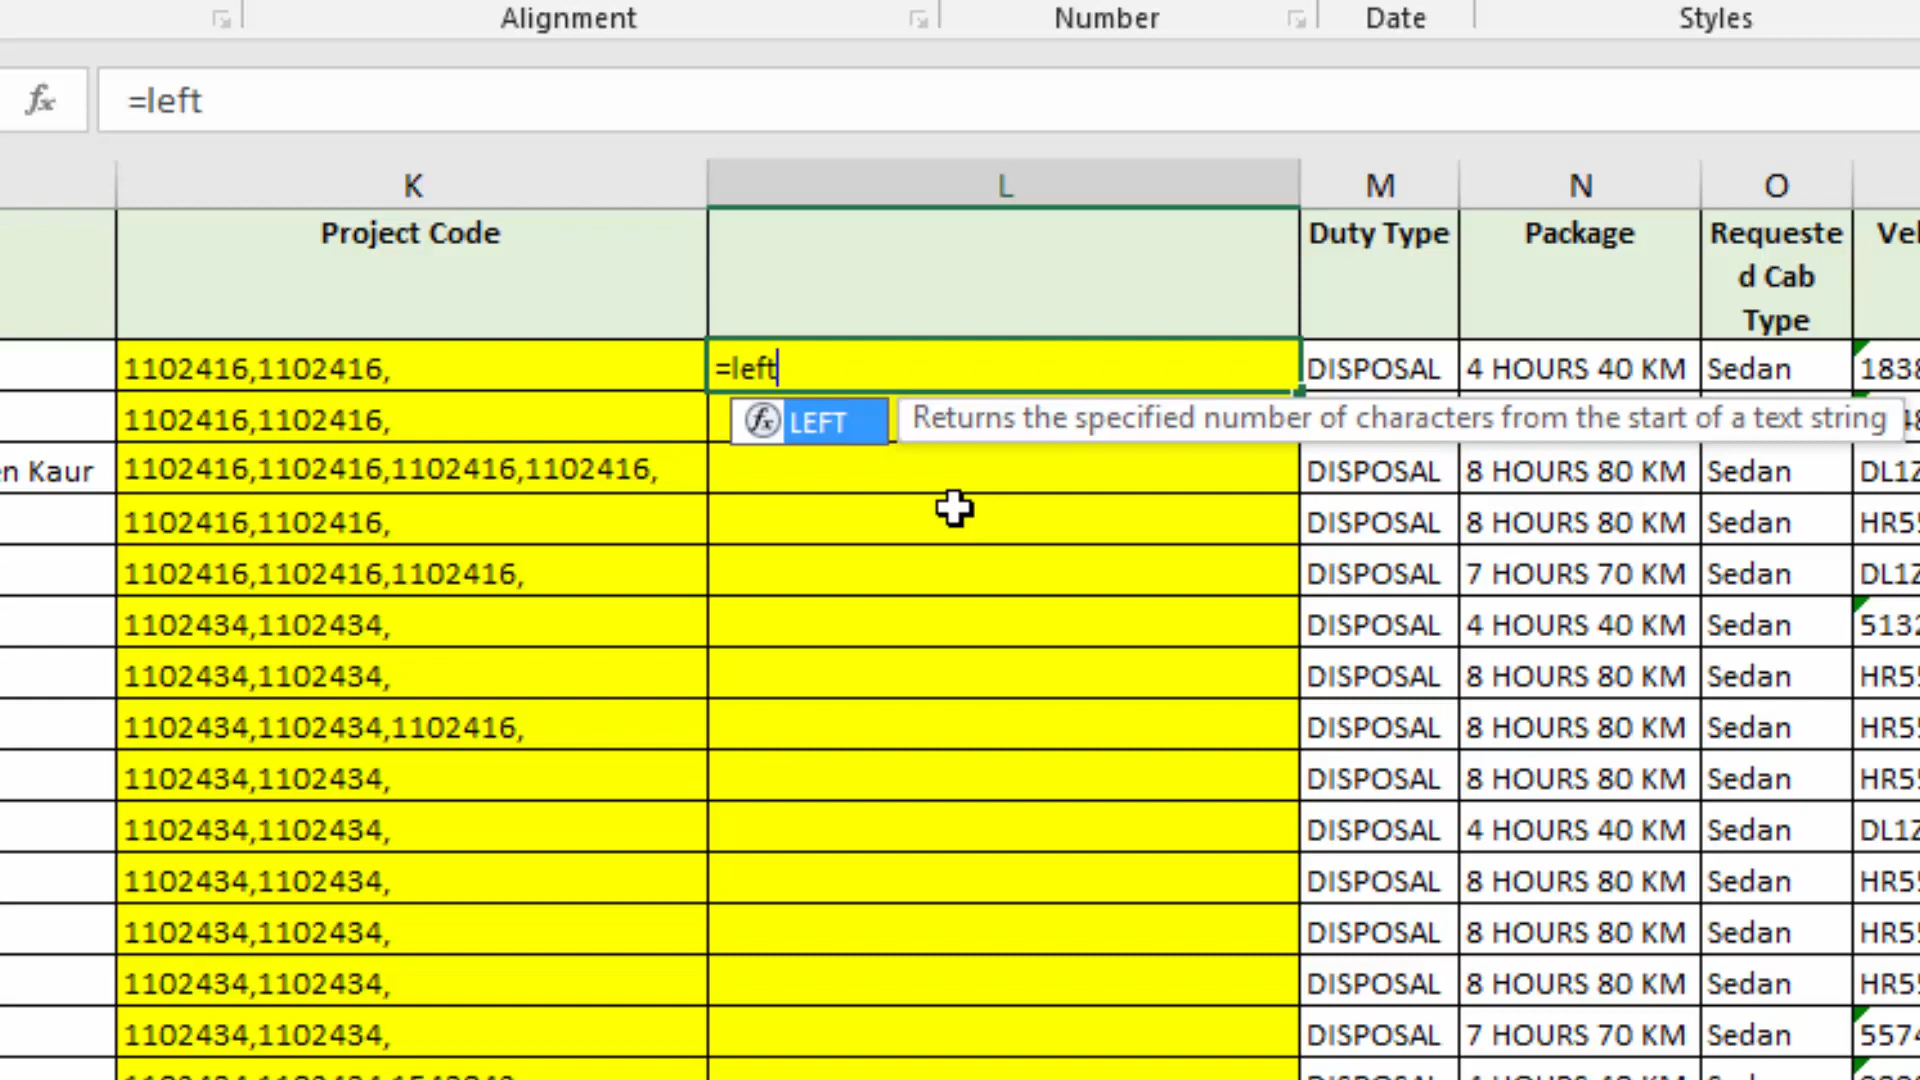 Alignment Number Date Styles
fx =left
K L M N O
Project Code Duty Type Package Requeste
d Cab
Type
1102416,1102416, =left DISPOSAL 4 HOURS 40 KM Sedan
1102416,1102416, fx LEFT Returns the specified number of characters from the start of a text string
en Kaur 1102416,1102416,1102416,1102416, DISPOSAL 8 HOURS 80 KM Sedan
1102416,1102416, DISPOSAL 8 HOURS 80 KM Sedan
1102416,1102416,1102416, DISPOSAL 7 HOURS 70 KM Sedan
1102434,1102434, DISPOSAL 4 HOURS 40 KM Sedan 5132
1102434,1102434, DISPOSAL 8 HOURS 80 KM Sedan
1102434,1102434,1102416, DISPOSAL 8 HOURS 80 KM Sedan
1102434,1102434, DISPOSAL 8 HOURS 80 KM Sedan
1102434,1102434, DISPOSAL 4 HOURS 40 KM Sedan
1102434,1102434, DISPOSAL 8 HOURS 80 KM Sedan
1102434,1102434, DISPOSAL 8 HOURS 80 KM Sedan
1102434,1102434, DISPOSAL 8 HOURS 80 KM Sedan
1102434,1102434, DISPOSAL 7 HOURS 70 KM Sedan 5574